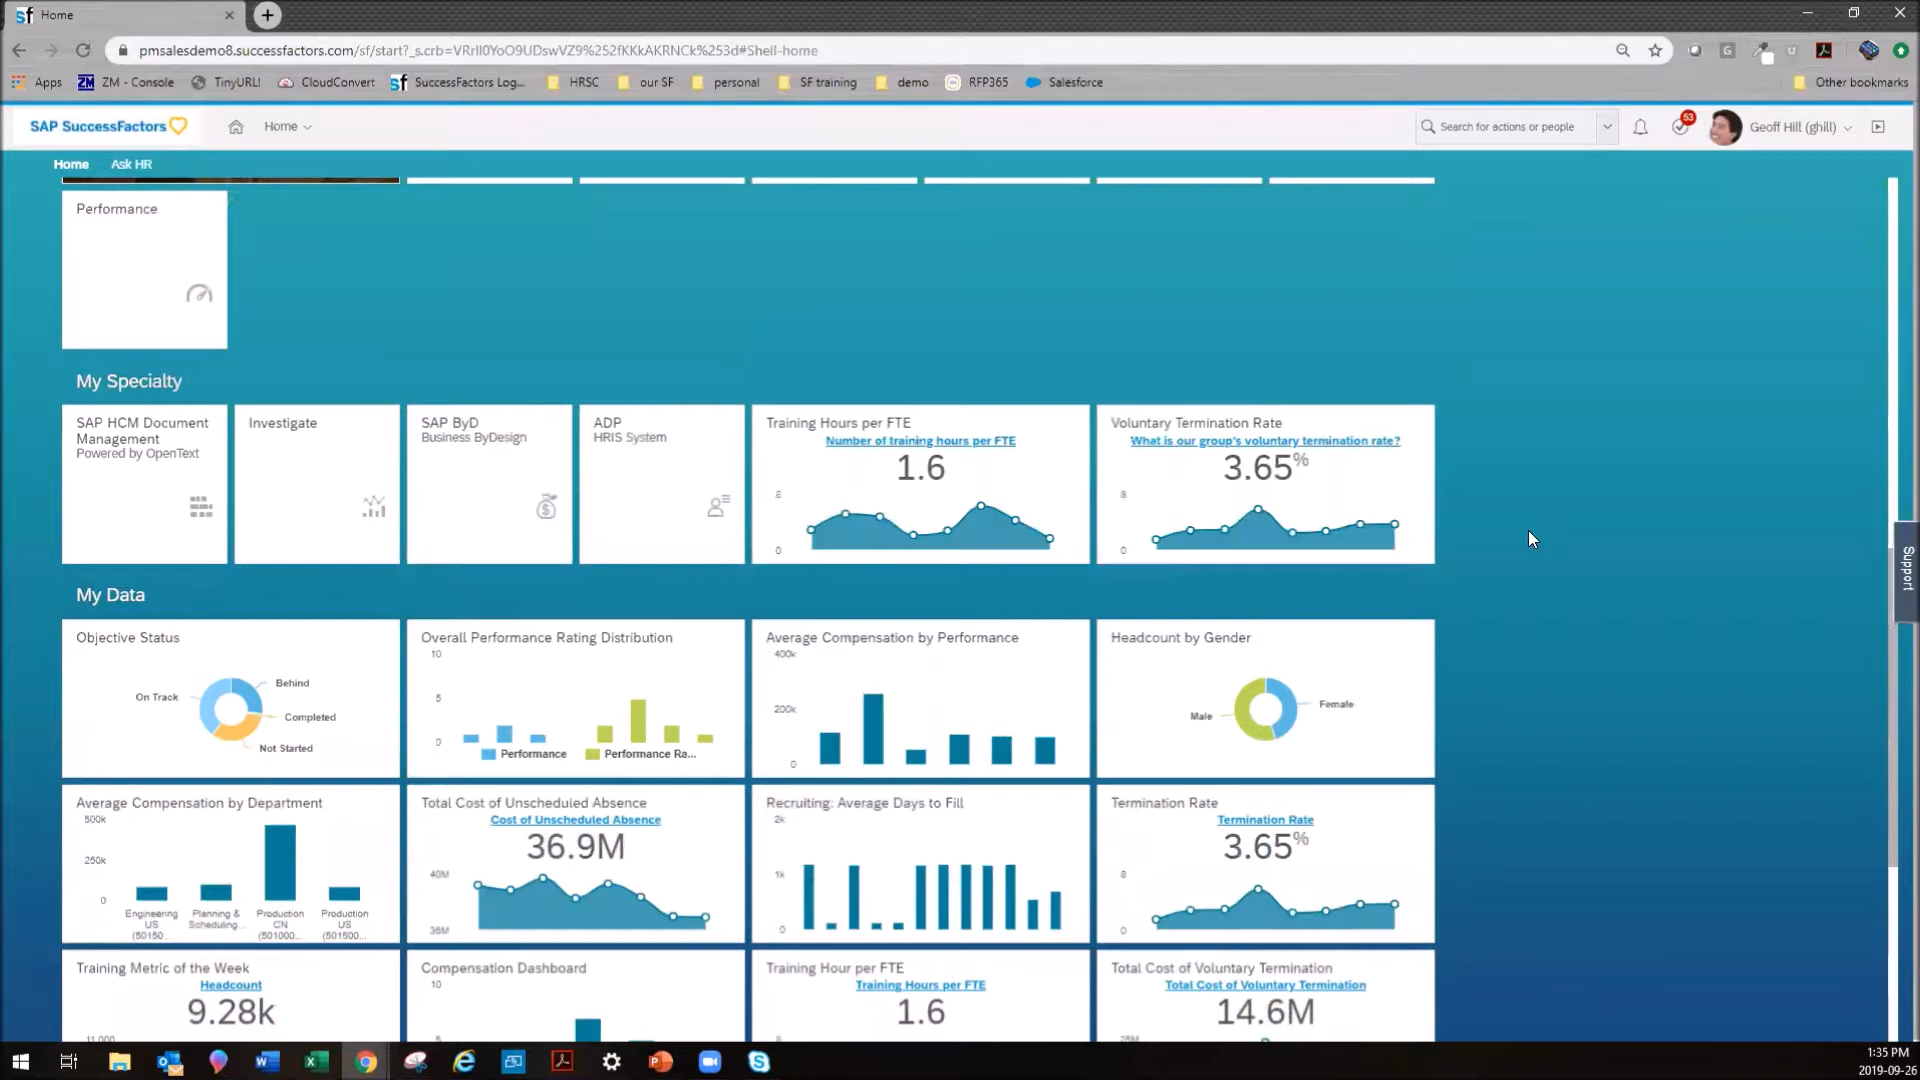 Home
pmsalesdemo8.successfactors.com/sf/start?_s.crb=VRrlI0YoO9UDswVZ9%252fKKkAKRNCk%253d#Shell-home
Apps ZM - Console TinyURL! CloudConvert SuccessFactors Log... HRSC our SF personal SF training demo RFP365 Salesforce Other bookmarks
SAP SuccessFactors Home Search for actions or people 53 Geoff Hill (ghill)
Home Ask HR
Performance
My Specialty
SAP HCM Document
Management
Powered by OpenText
Investigate
SAP ByD
Business ByDesign
ADP
HRIS System
Training Hours per FTE
Number of training hours per FTE
1.6
0
Voluntary Termination Rate
What is our group's voluntary termination rate?
3.65%
8
0
My Data
Objective Status
On Track
Behind
Completed
Not Started
Overall Performance Rating Distribution
10
5
0
Performance Performance Ra...
Average Compensation by Performance
400k
200k
0
Headcount by Gender
Male
Female
Average Compensation by Department
500k
250k
0
Engineering
US
(50150...
Planning &
Scheduling...
Production
CN
(501000...
Production
US
(501500...
Total Cost of Unscheduled Absence
Cost of Unscheduled Absence
36.9M
40M
36M
Recruiting: Average Days to Fill
2k
1k
0
Termination Rate
Termination Rate
3.65%
8
0
Training Metric of the Week
Headcount
9.28k
11,000
Compensation Dashboard
10
Training Hour per FTE
Training Hours per FTE
1.6
Total Cost of Voluntary Termination
Total Cost of Voluntary Termination
14.6M
Support
1:35 PM
2019-09-26